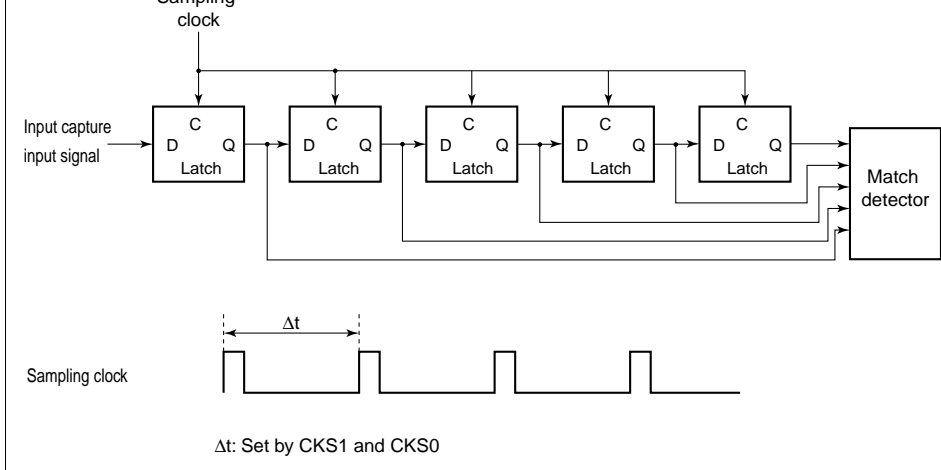 Sampling
clock
C
D Q
Latch
C
D Q
Latch
C
D Q
Latch
C
D Q
Latch
C
D Q
Latch
Input capture
input signal
Match
detector
Δt
Sampling clock
Δt: Set by CKS1 and CKS0